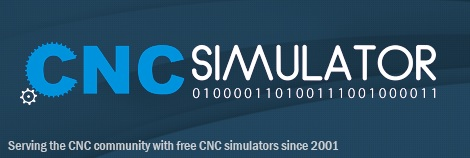 CNC SIMULATOR
010000110100111001000011
Serving the CNC community with free CNC simulators since 2001